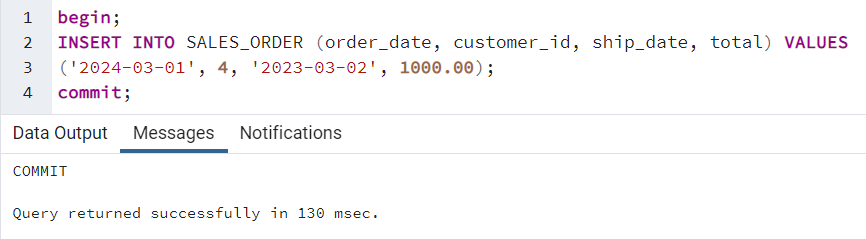 1 begin;
2 INSERT INTO SALES_ORDER (order_date, customer_id, ship_date, total) VALUES
3 ('2024-03-01', 4, '2023-03-02', 1000.00);
4 commit;
Data Output Messages Notifications
COMMIT
Query returned successfully in 130 msec.